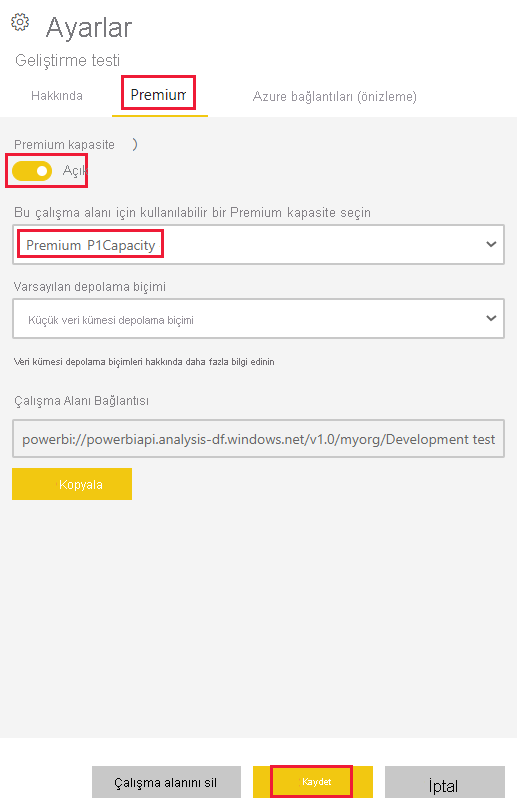 Ayarlar
Geliştirme testi
Hakkında Premium Azure bağlantıları (önizleme)
Premium kapasite )
Açık
Bu çalışma alanı için kullanılabilir bir Premium kapasite seçin
Premium P1Capacity
Varsayılan depolama biçimi
Küçük veri kümesi depolama biçimi
Veri kümesi depolama biçimleri hakkında daha fazla bilgi edinin
Çalışma Alanı Bağlantısı
powerbi://powerbiapi.analysis-df.windows.net/v1.0/myorg/Development test
Kopyala
Çalışma alanını sil Kaydet İptal